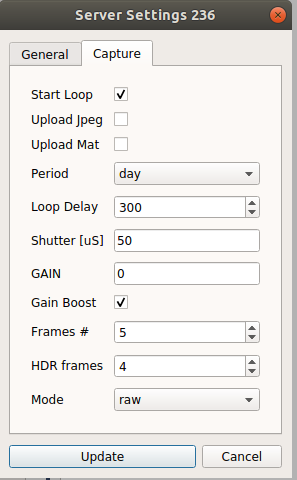 Server Settings 236
General Capture
Start Loop
Upload Jpeg
Upload Mat
Period day
Loop Delay 300
Shutter [uS] 50
GAIN 0
Gain Boost
Frames # 5
HDR frames 4
Mode raw
Update Cancel